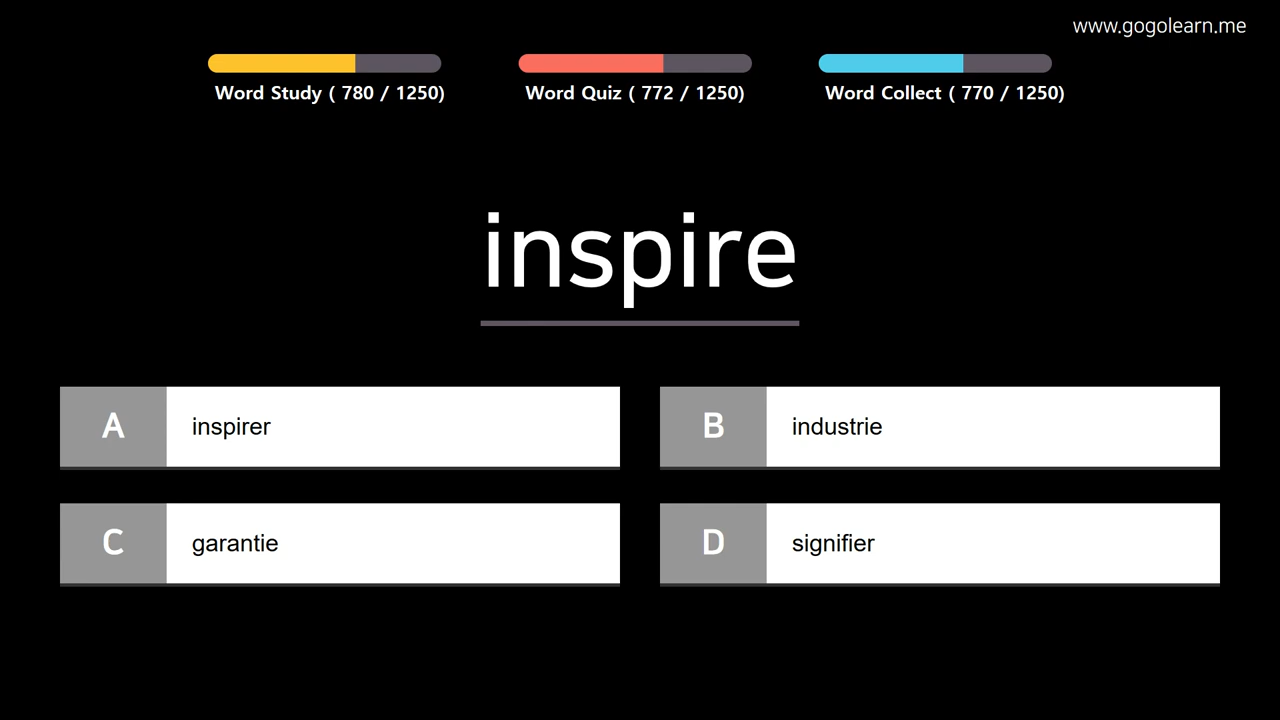 www.gogolearn.me
Word Study ( 780 / 1250)
Word Quiz ( 772 / 1250)
Word Collect ( 770 / 1250)
inspire
A inspirer
B industrie
C garantie
D signifier